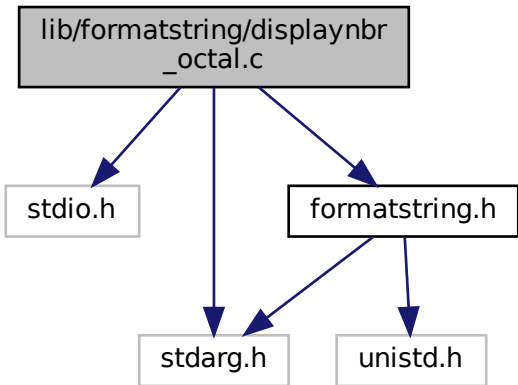 lib/formatstring/displaynbr
_octal.c
stdio.h
formatstring.h
stdarg.h
unistd.h